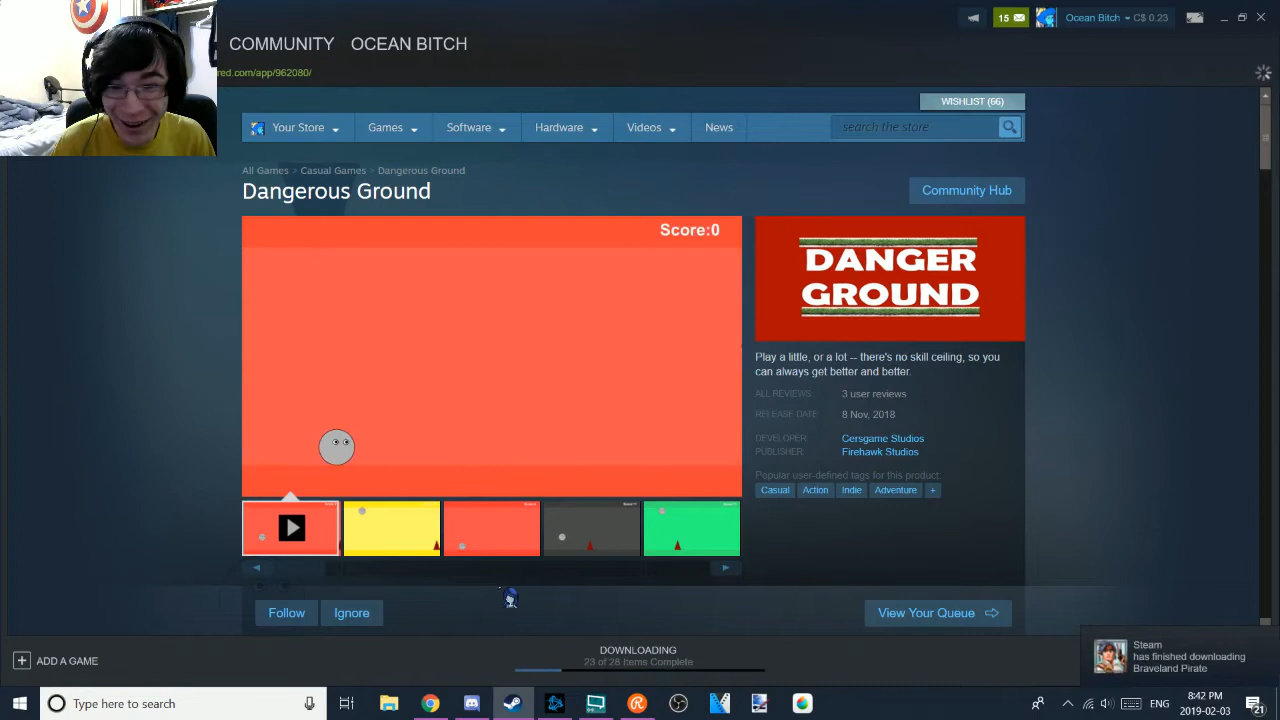 15
Ocean Bitch
C$ 0.23
COMMUNITY OCEAN BITCH
red.com/app/962080/
WISHLIST (66)
Your Store
Games
Software
Hardware
Videos
News
search the store
All Games > Casual Games > Dangerous Ground
Dangerous Ground
Community Hub
Score:0
DANGER
GROUND
Play a little, or a lot -- there's no skill ceiling, so you
can always get better and better.
ALL REVIEWS: 3 user reviews
RELEASE DATE: 8 Nov, 2018
DEVELOPER: Cersgame Studios
PUBLISHER: Firehawk Studios
Popular user-defined tags for this product:
Casual Action Indie Adventure +
Follow
Ignore
View Your Queue
ADD A GAME
DOWNLOADING
23 of 28 Items Complete
Steam
has finished downloading
Braveland Pirate
Type here to search
ENG
8:42 PM
2019-02-03
21